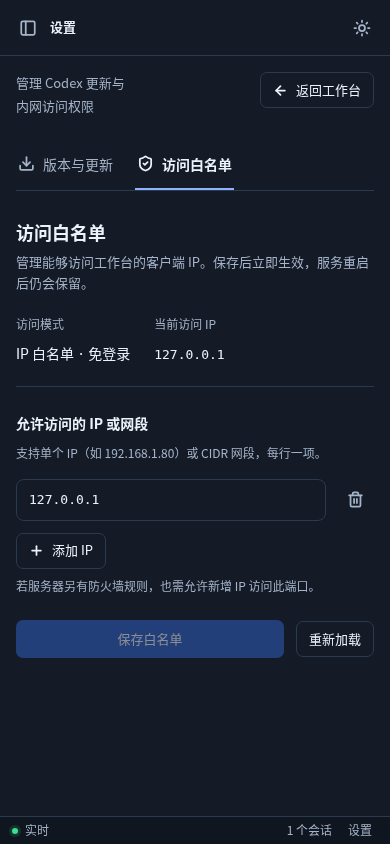 设置
管理 Codex 更新与
内网访问权限
返回工作台
版本与更新
访问白名单
访问白名单
管理能够访问工作台的客户端 IP。保存后立即生效，服务重启
后仍会保留。
访问模式
当前访问 IP
IP 白名单 · 免登录
127.0.0.1
允许访问的 IP 或网段
支持单个 IP（如 192.168.1.80）或 CIDR 网段，每行一项。
127.0.0.1
添加 IP
若服务器另有防火墙规则，也需允许新增 IP 访问此端口。
保存白名单
重新加载
实时
1 个会话
设置